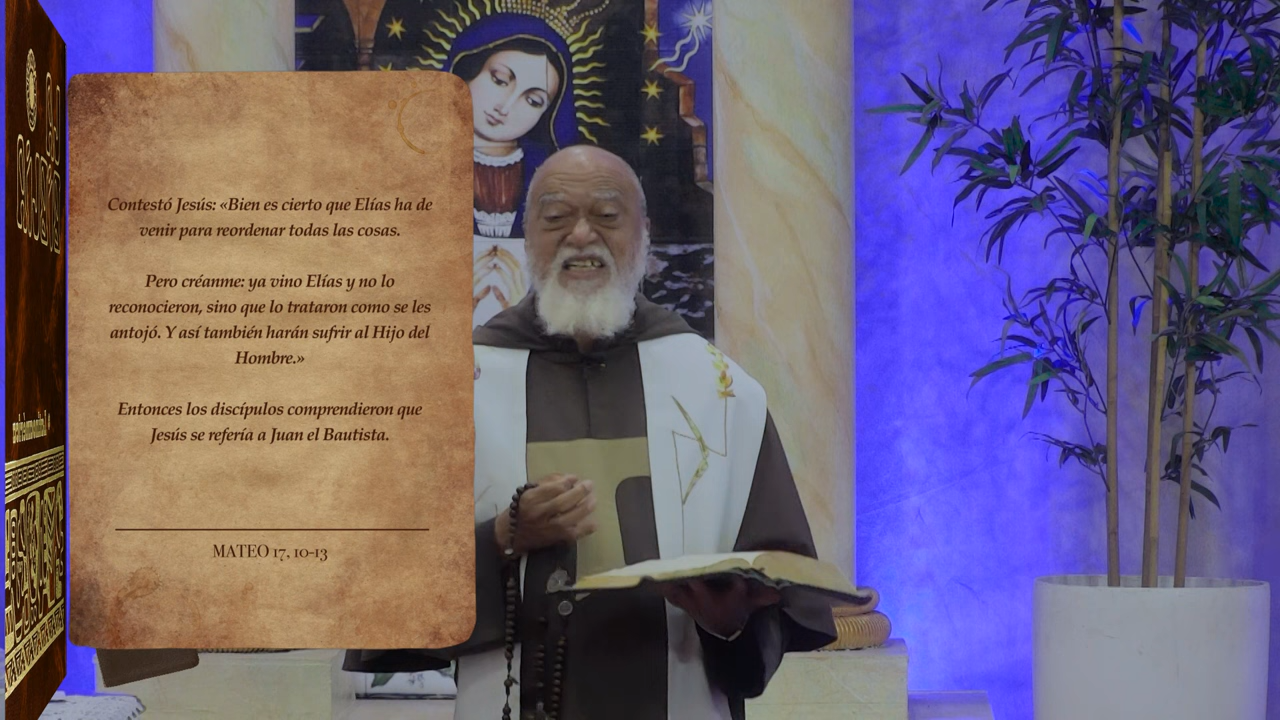 Contestó Jesús: «Bien es cierto que Elías ha de
venir para reordenar todas las cosas.
Pero créanme: ya vino Elías y no lo
reconocieron, sino que lo trataron como se les
antojó. Y así también harán sufrir al Hijo del
Hombre.»
Entonces los discípulos comprendieron que
Jesús se refería a Juan el Bautista.
MATEO 17, 10-13